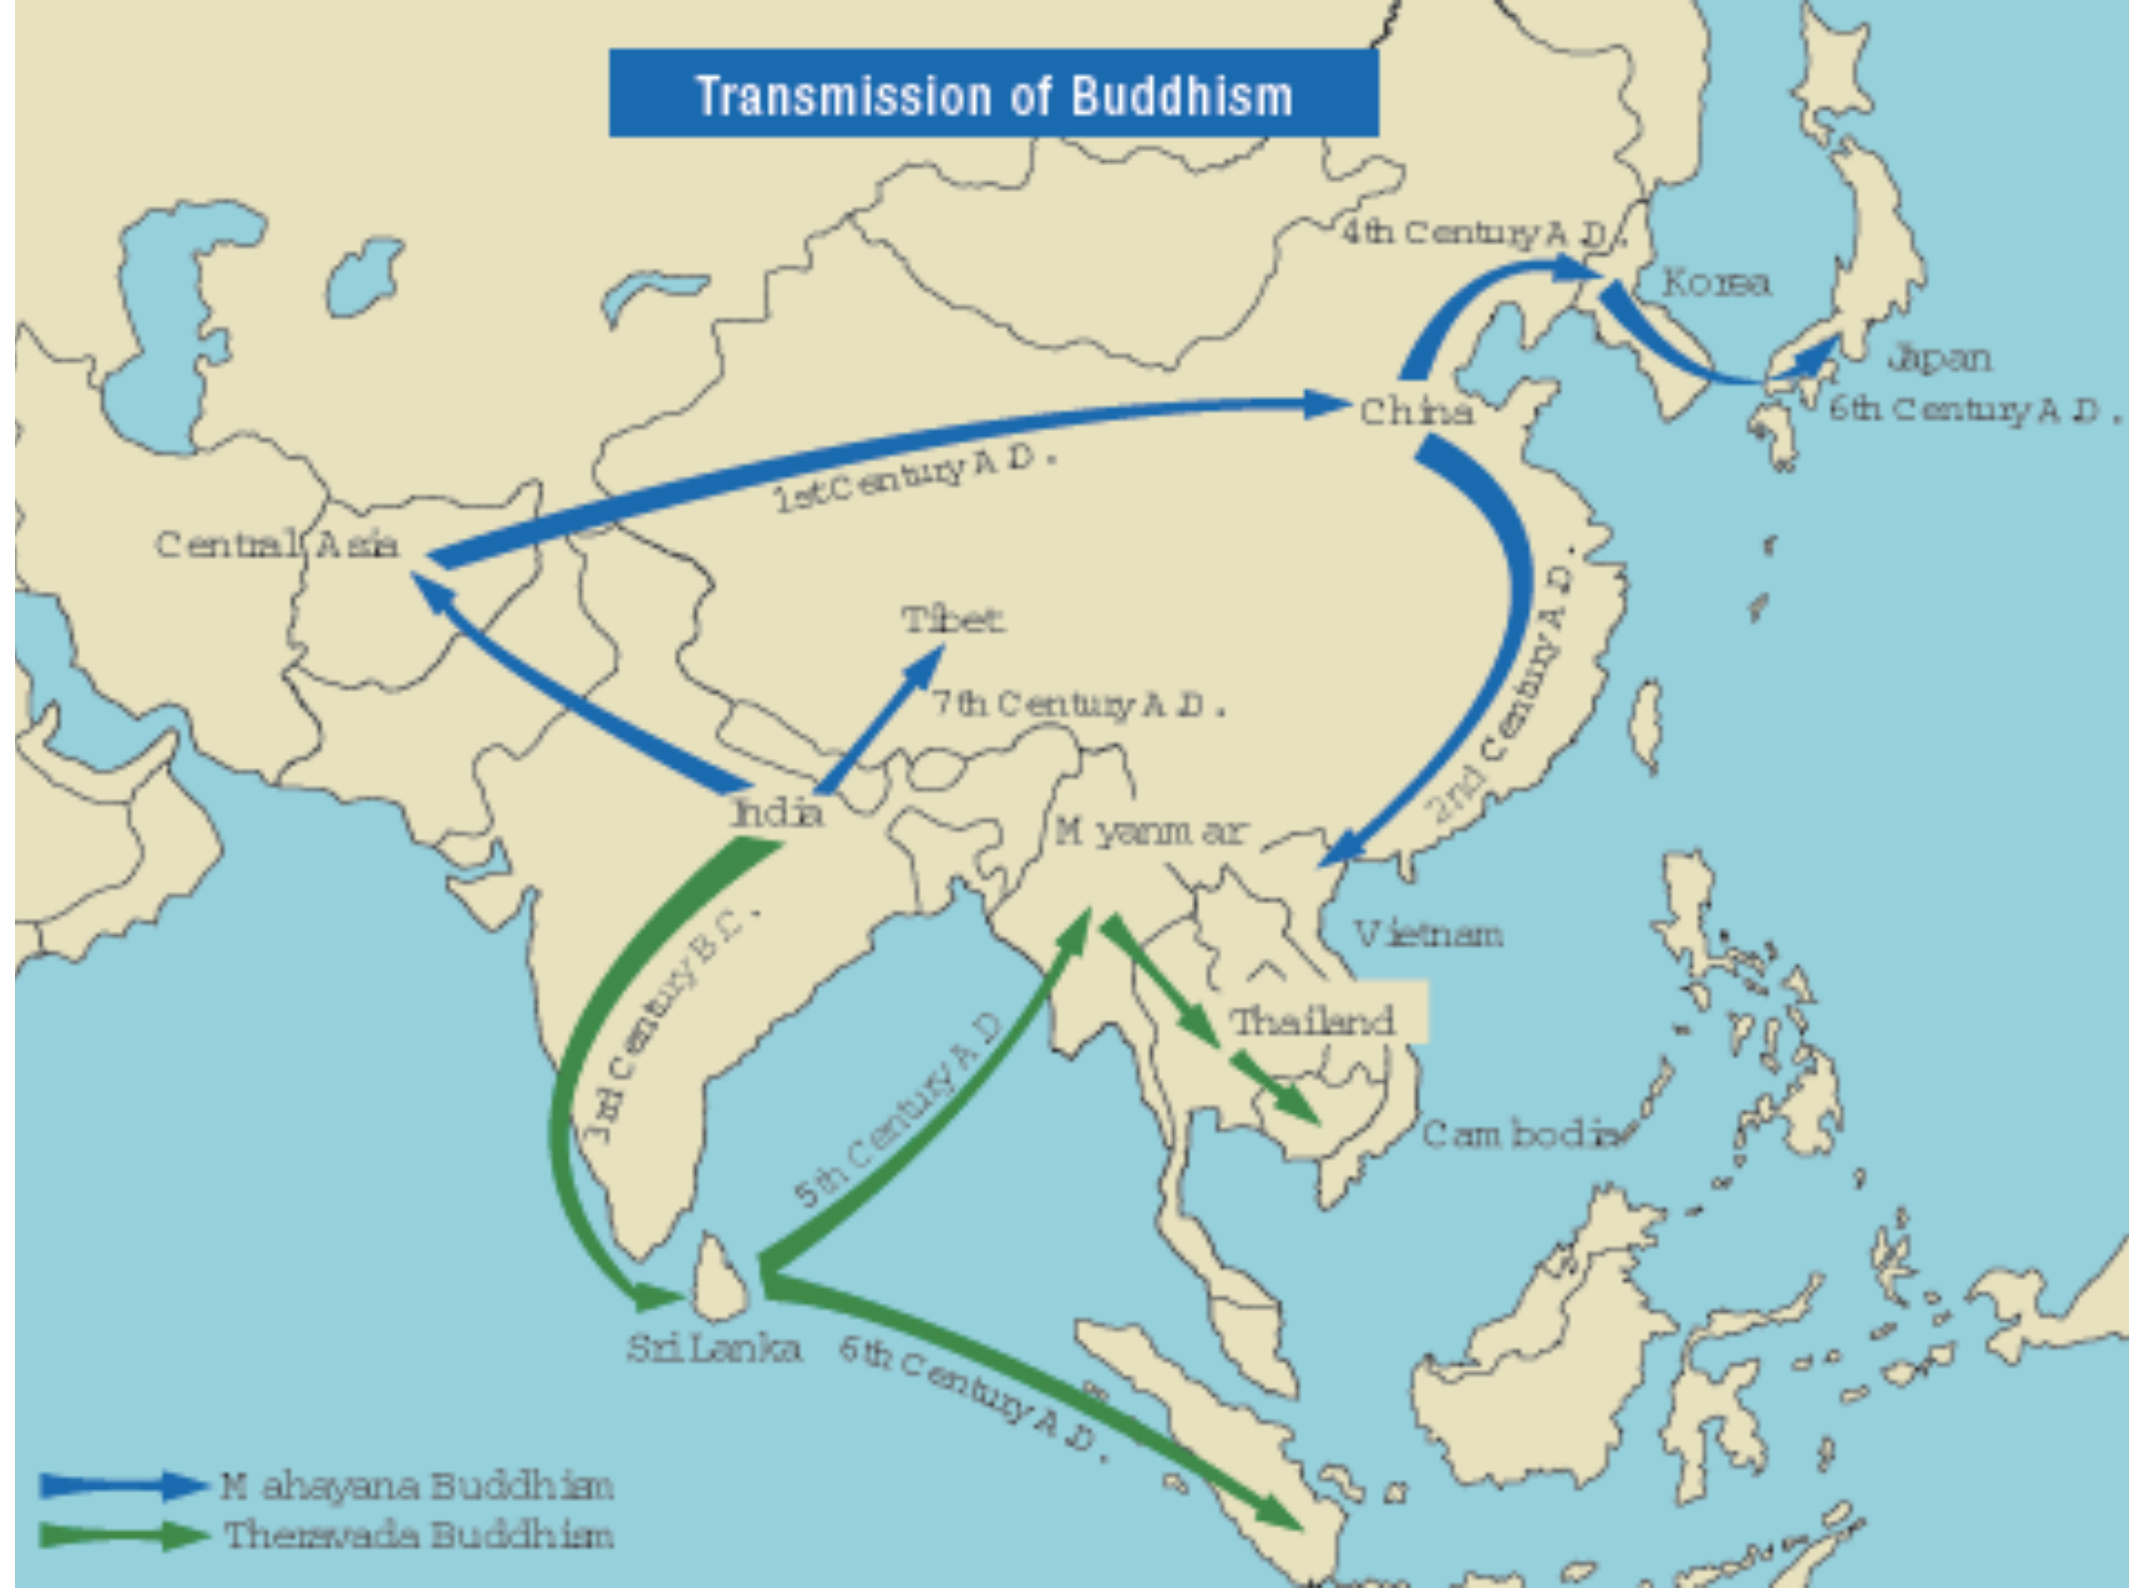 Transmission of Buddhism
4th Century A.D.
Korea
Japan
6th Century A.D.
China
1st Century A.D.
Central Asia
Tibet
7th Century A.D.
2nd Century A.D.
India
Myanmar
3rd Century B.C.
Vietnam
Thailand
5th Century A.D
Cambodia
Sri Lanka
6th Century A.D.
Mahayana Buddhism
Theravada Buddhism